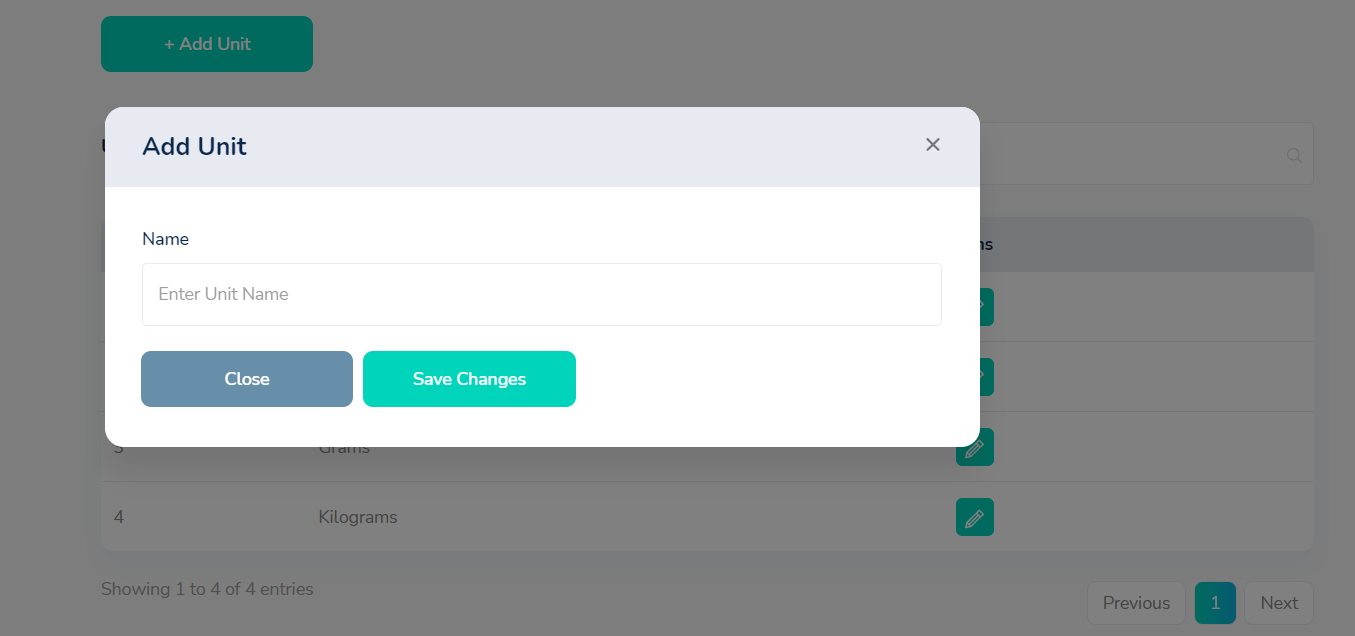 + Add Unit
Add Unit
Name
Enter Unit Name
Close
Save Changes
Grams
4
Kilograms
Showing 1 to 4 of 4 entries
Previous
1
Next